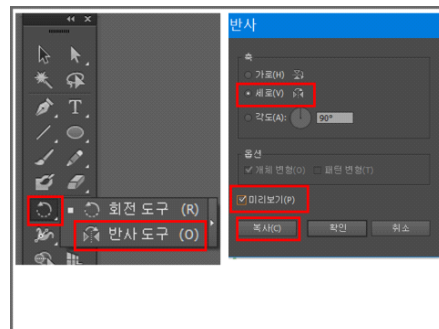 회전 도구 (R)
반사 도구 (O)
반사
축
가로(H)
세로(V)
각도(A): 90°
옵션
개체 변형(O) 패턴 변형(T)
미리보기(P)
복사(C) 확인 취소